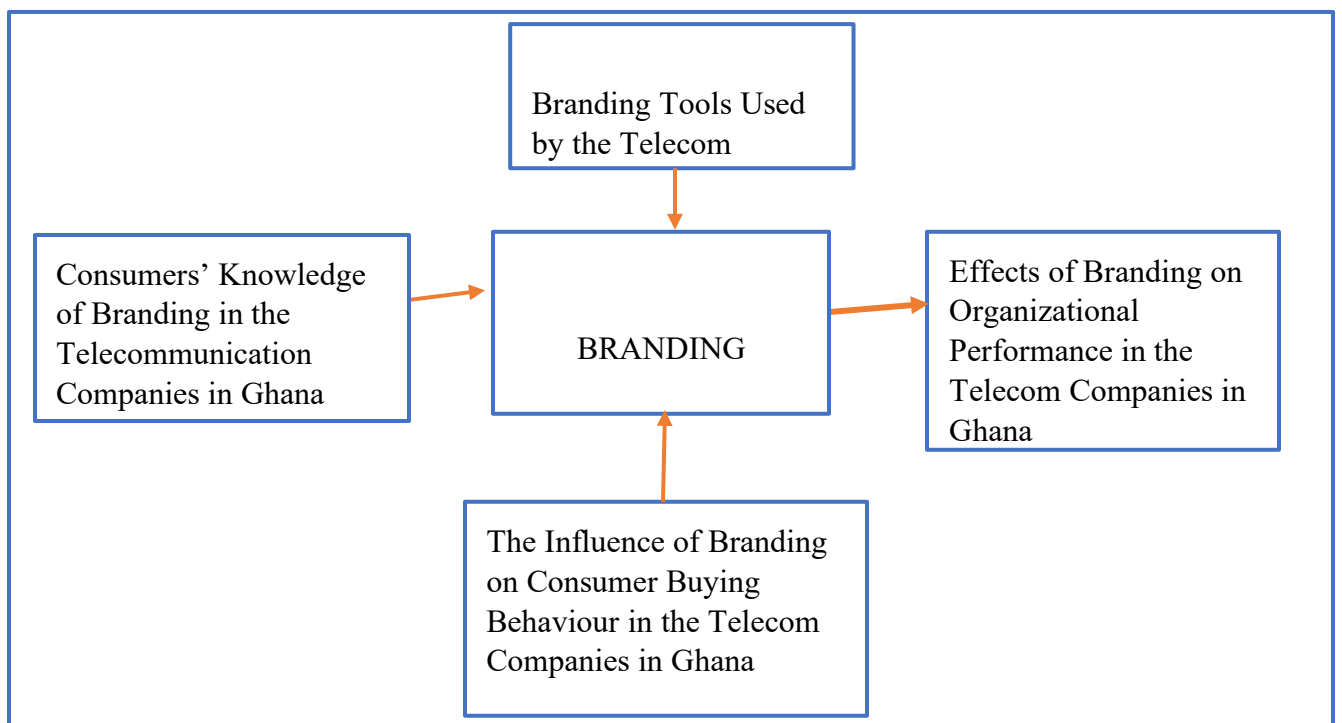 Branding Tools Used
by the Telecom
Consumers’ Knowledge
of Branding in the
Telecommunication
Companies in Ghana
BRANDING
Effects of Branding on
Organizational
Performance in the
Telecom Companies in
Ghana
The Influence of Branding
on Consumer Buying
Behaviour in the Telecom
Companies in Ghana